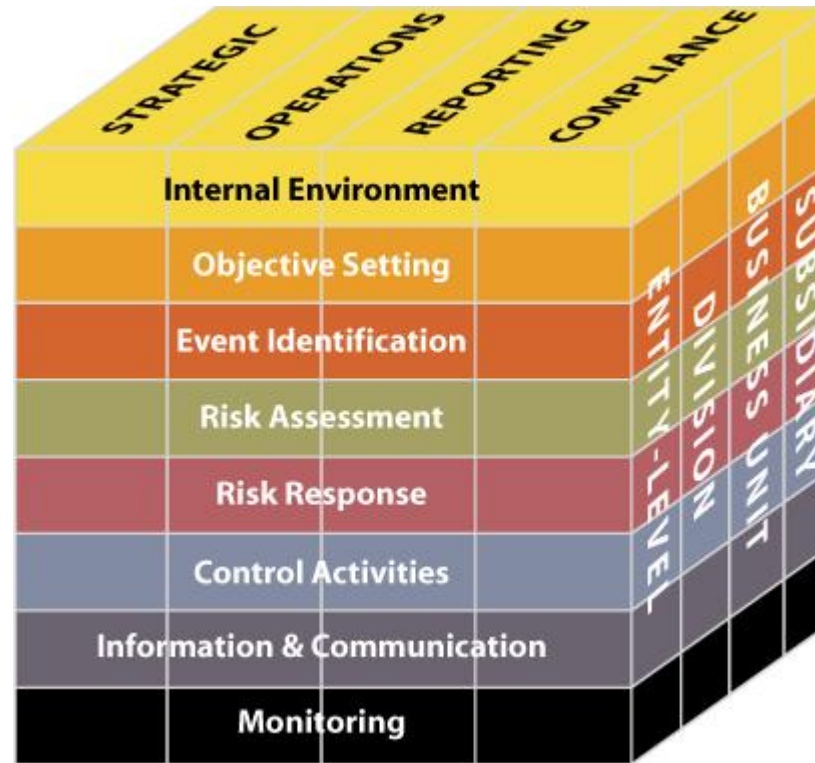 STRATEGIC
OPERATIONS
REPORTING
COMPLIANCE
Internal Environment
Objective Setting
Event Identification
Risk Assessment
Risk Response
Control Activities
Information & Communication
Monitoring
ENTITY-LEVEL
DIVISION
BUSINESS UNIT
SUBSIDIARY